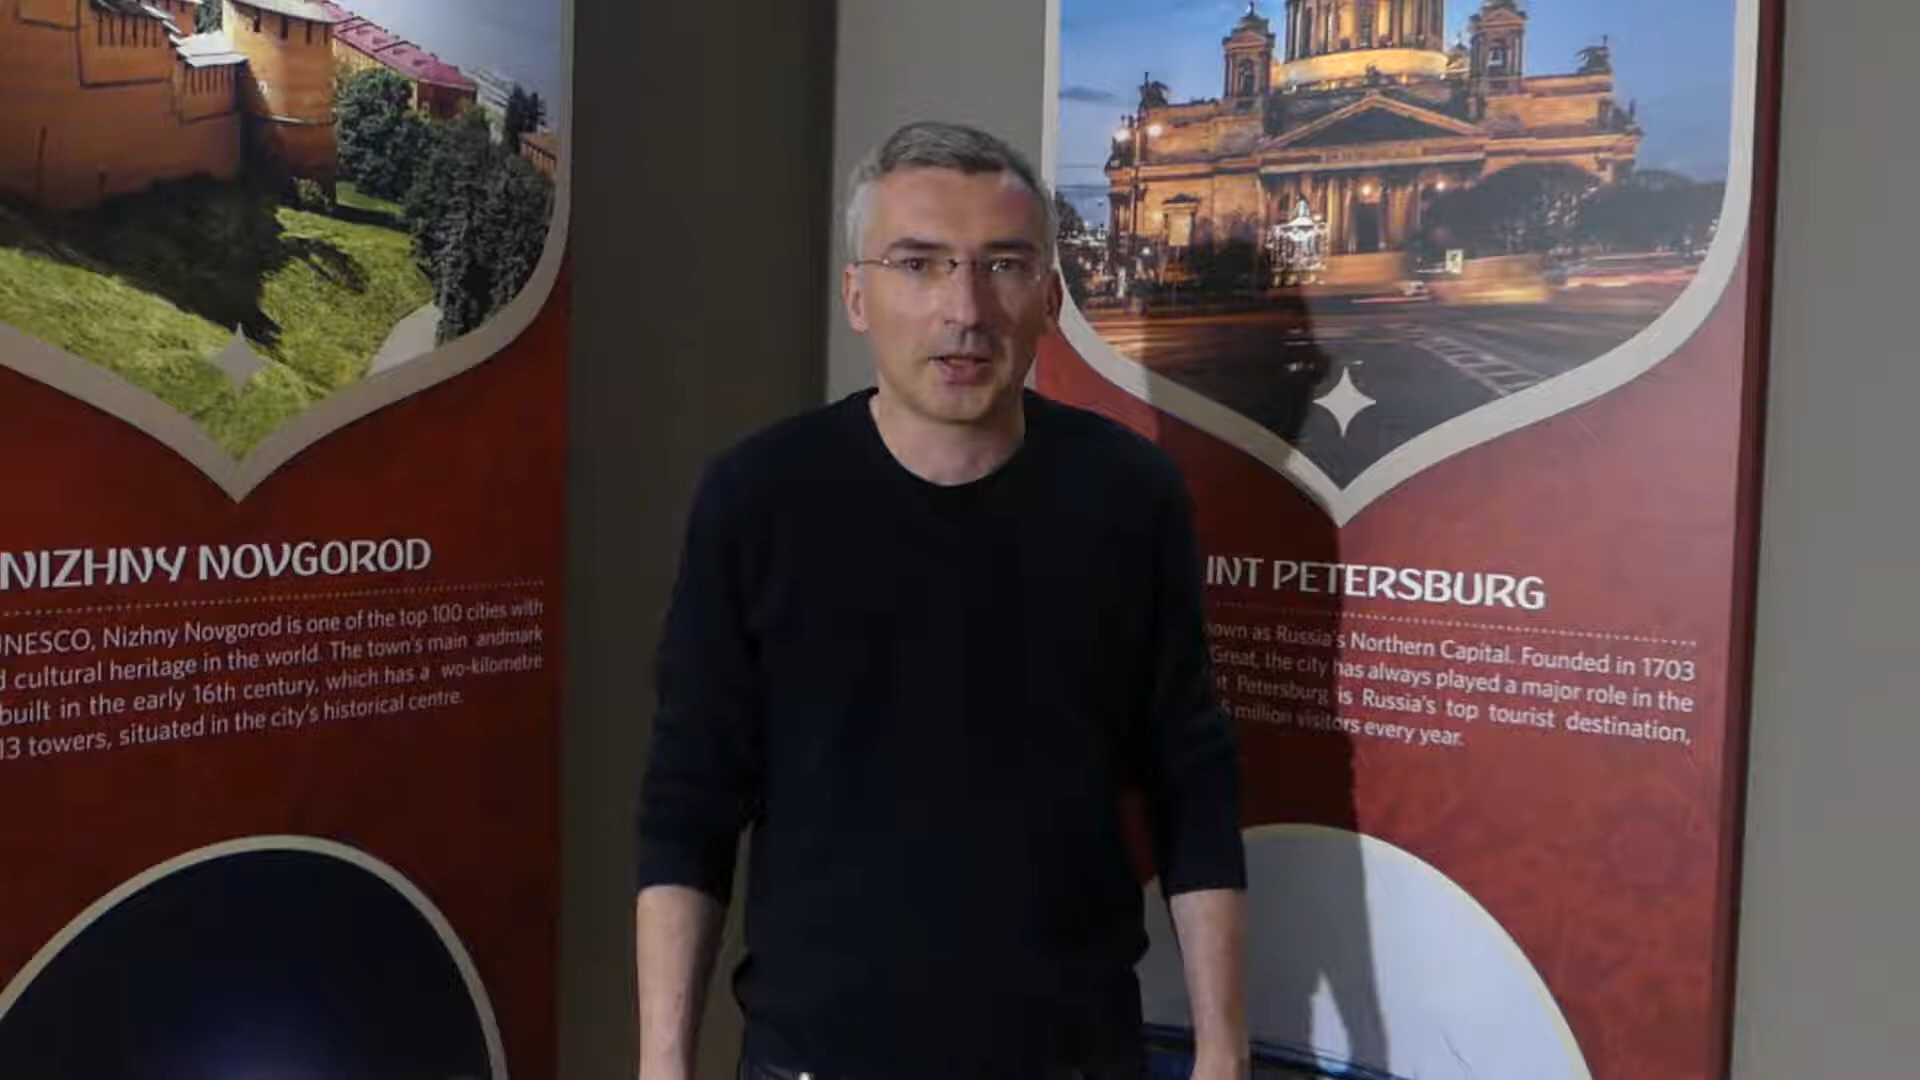 NIZHNY NOVGOROD
UNESCO, Nizhny Novgorod is one of the top 100 cities with
d cultural heritage in the world. The town's main andmark
built in the early 16th century, which has a wo-kilometre
13 towers, situated in the city's historical centre.
INT PETERSBURG
own as Russia's Northern Capital. Founded in 1703
Great, the city has always played a major role in the
t Petersburg is Russia's top tourist destination,
million visitors every year.